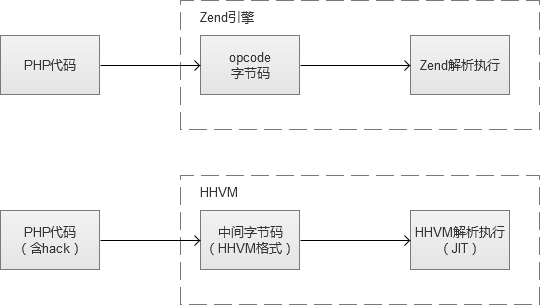 Zend引擎
PHP代码
opcode
字节码
Zend解析执行
HHVM
PHP代码
（含hack）
中间字节码
（HHVM格式）
HHVM解析执行
（JIT）